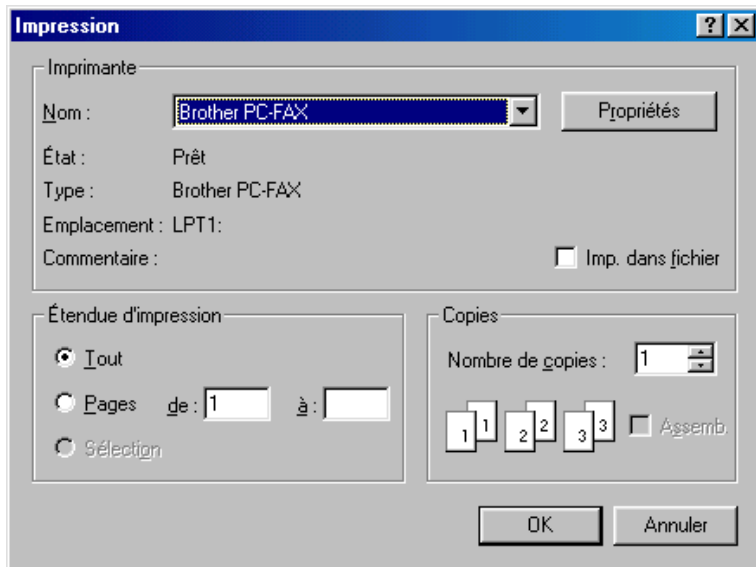 Impression
Imprimante
Nom : Brother PC-FAX Propriétés
État : Prêt
Type : Brother PC-FAX
Emplacement : LPT1:
Commentaire : Imp. dans fichier
Étendue d'impression
Tout
Pages de : 1 à :
Sélection
Copies
Nombre de copies : 1
1 1 2 2 3 3 Assemb.
OK Annuler